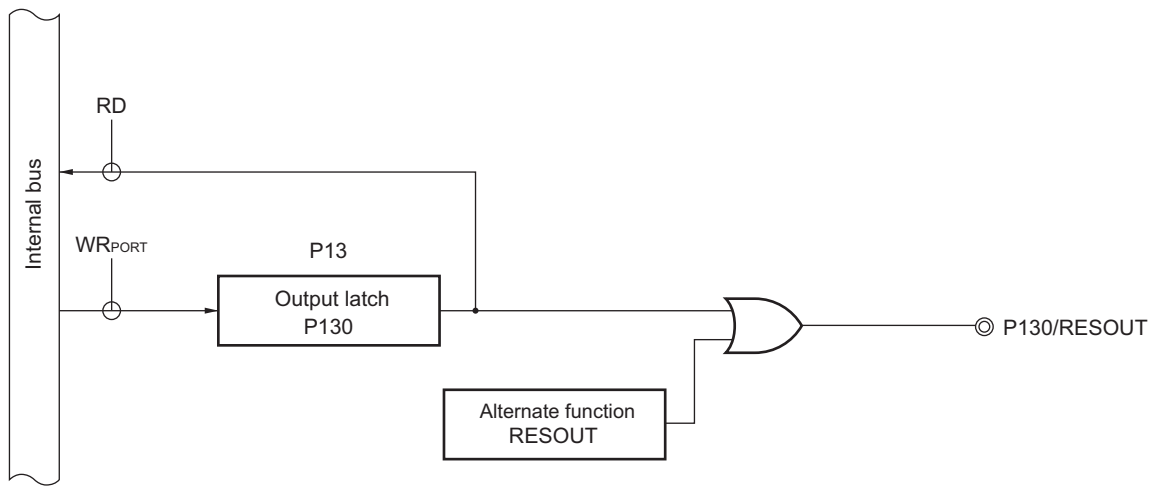 RD
Internal bus
WRPORT
P13
Output latch
P130
P130/RESOUT
Alternate function
RESOUT